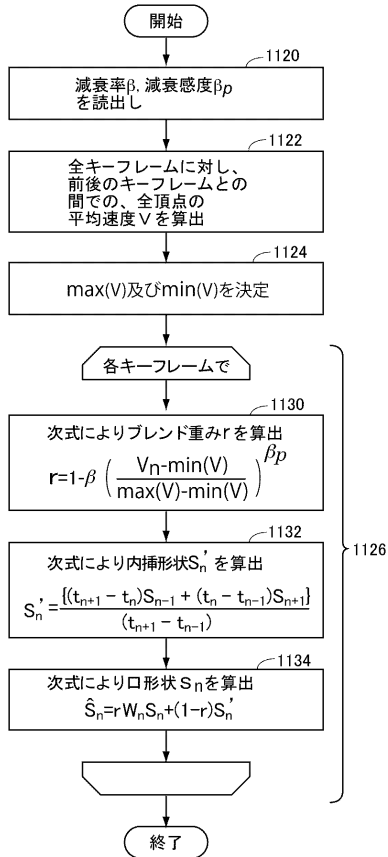 開始
1120
減衰率β, 減衰感度βp
を読出し
1122
全キーフレームに対し、
前後のキーフレームとの
間での、全頂点の
平均速度Vを算出
1124
max(V)及びmin(V)を決定
各キーフレームで
1130
次式によりブレンド重みrを算出
r=1-β(Vn-min(V)/max(V)-min(V))^βp
1132
次式により内挿形状Sn'を算出
Sn'={(tn+1 - tn)Sn-1 + (tn - tn-1)Sn+1}/(tn+1 - tn-1)
1126
1134
次式により口形状Snを算出
Ŝn=rWnSn+(1-r)Sn'
終了